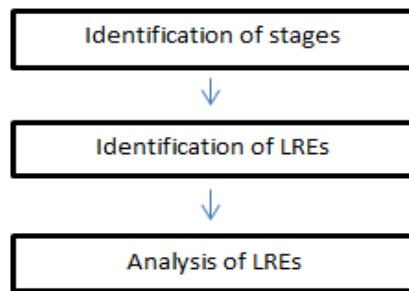 Identification of stages
Identification of LREs
Analysis of LREs